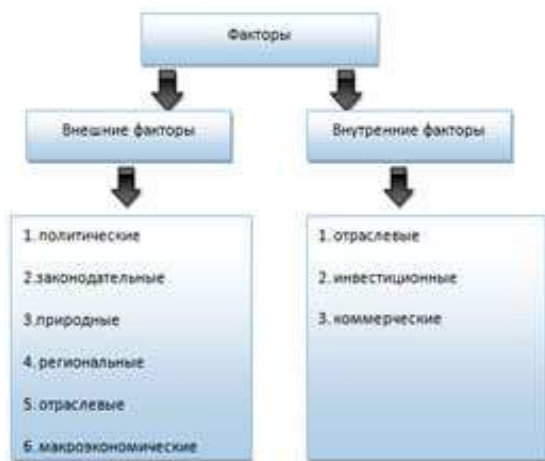 Факторы
Внешние факторы
Внутренние факторы
1. политические
2.законодательные
3.природные
4. региональные
5. отраслевые
6. макроэкономические
1. отраслевые
2. инвестиционные
3. коммерческие